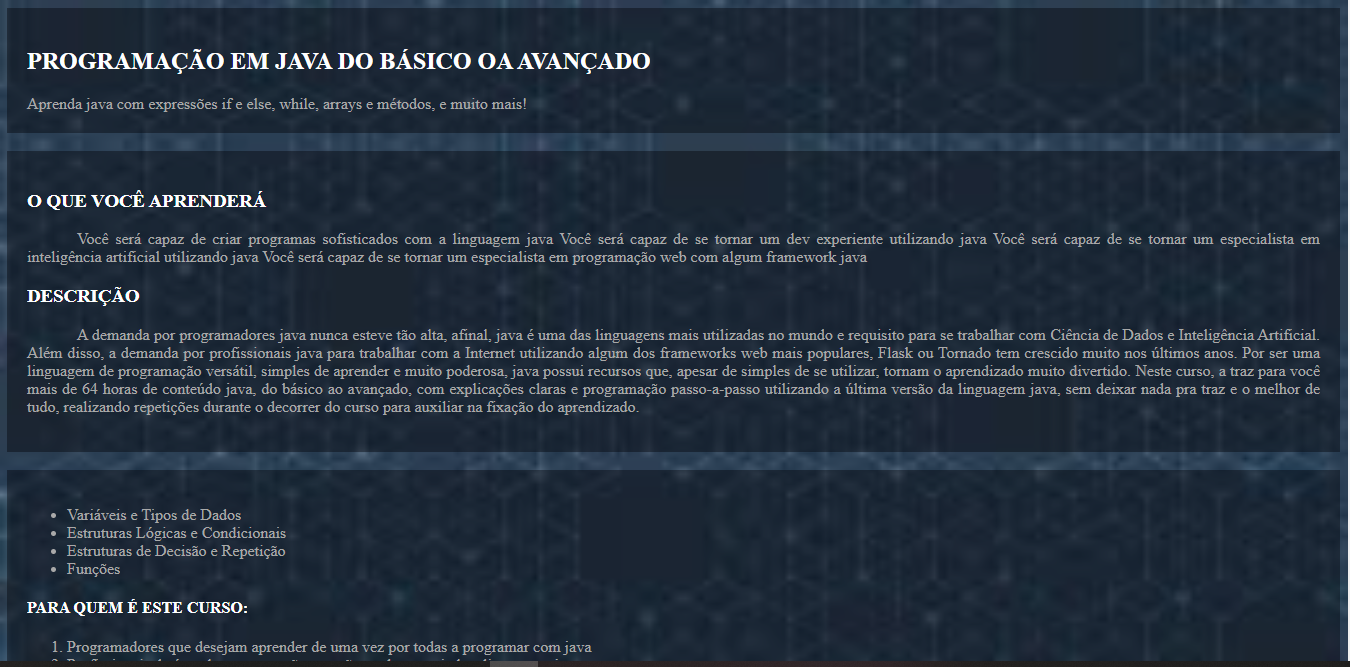 PROGRAMAÇÃO EM JAVA DO BÁSICO OA AVANÇADO
Aprenda java com expressões if e else, while, arrays e métodos, e muito mais!
O QUE VOCÊ APRENDERÁ
Você será capaz de criar programas sofisticados com a linguagem java Você será capaz de se tornar um dev experiente utilizando java Você será capaz de se tornar um especialista em
inteligência artificial utilizando java Você será capaz de se tornar um especialista em programação web com algum framework java
DESCRIÇÃO
A demanda por programadores java nunca esteve tão alta, afinal, java é uma das linguagens mais utilizadas no mundo e requisito para se trabalhar com Ciência de Dados e Inteligência Artificial.
Além disso, a demanda por profissionais java para trabalhar com a Internet utilizando algum dos frameworks web mais populares, Flask ou Tornado tem crescido muito nos últimos anos. Por ser uma
linguagem de programação versátil, simples de aprender e muito poderosa, java possui recursos que, apesar de simples de se utilizar, tornam o aprendizado muito divertido. Neste curso, a traz para você
mais de 64 horas de conteúdo java, do básico ao avançado, com explicações claras e programação passo-a-passo utilizando a última versão da linguagem java, sem deixar nada pra traz e o melhor de
tudo, realizando repetições durante o decorrer do curso para auxiliar na fixação do aprendizado.
• Variáveis e Tipos de Dados
• Estruturas Lógicas e Condicionais
• Estruturas de Decisão e Repetição
• Funções
PARA QUEM É ESTE CURSO:
1. Programadores que desejam aprender de uma vez por todas a programar com java